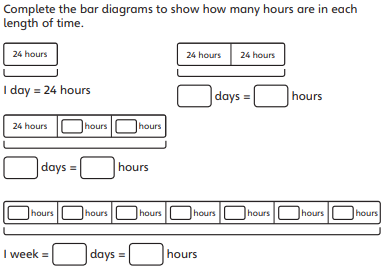 Complete the bar diagrams to show how many hours are in each
length of time.
24 hours
24 hours 24 hours
1 day = 24 hours
days = hours
24 hours hours hours
days = hours
hours hours hours hours hours hours hours
1 week = days = hours